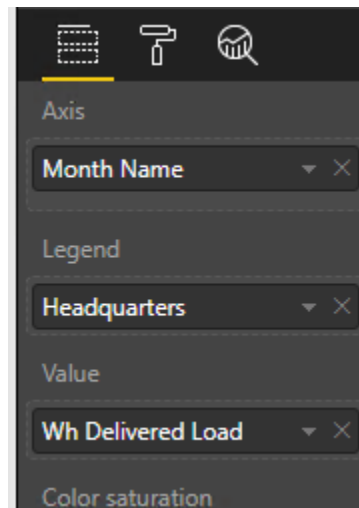 Axis
Month Name
Legend
Headquarters
Value
Wh Delivered Load
Color saturation